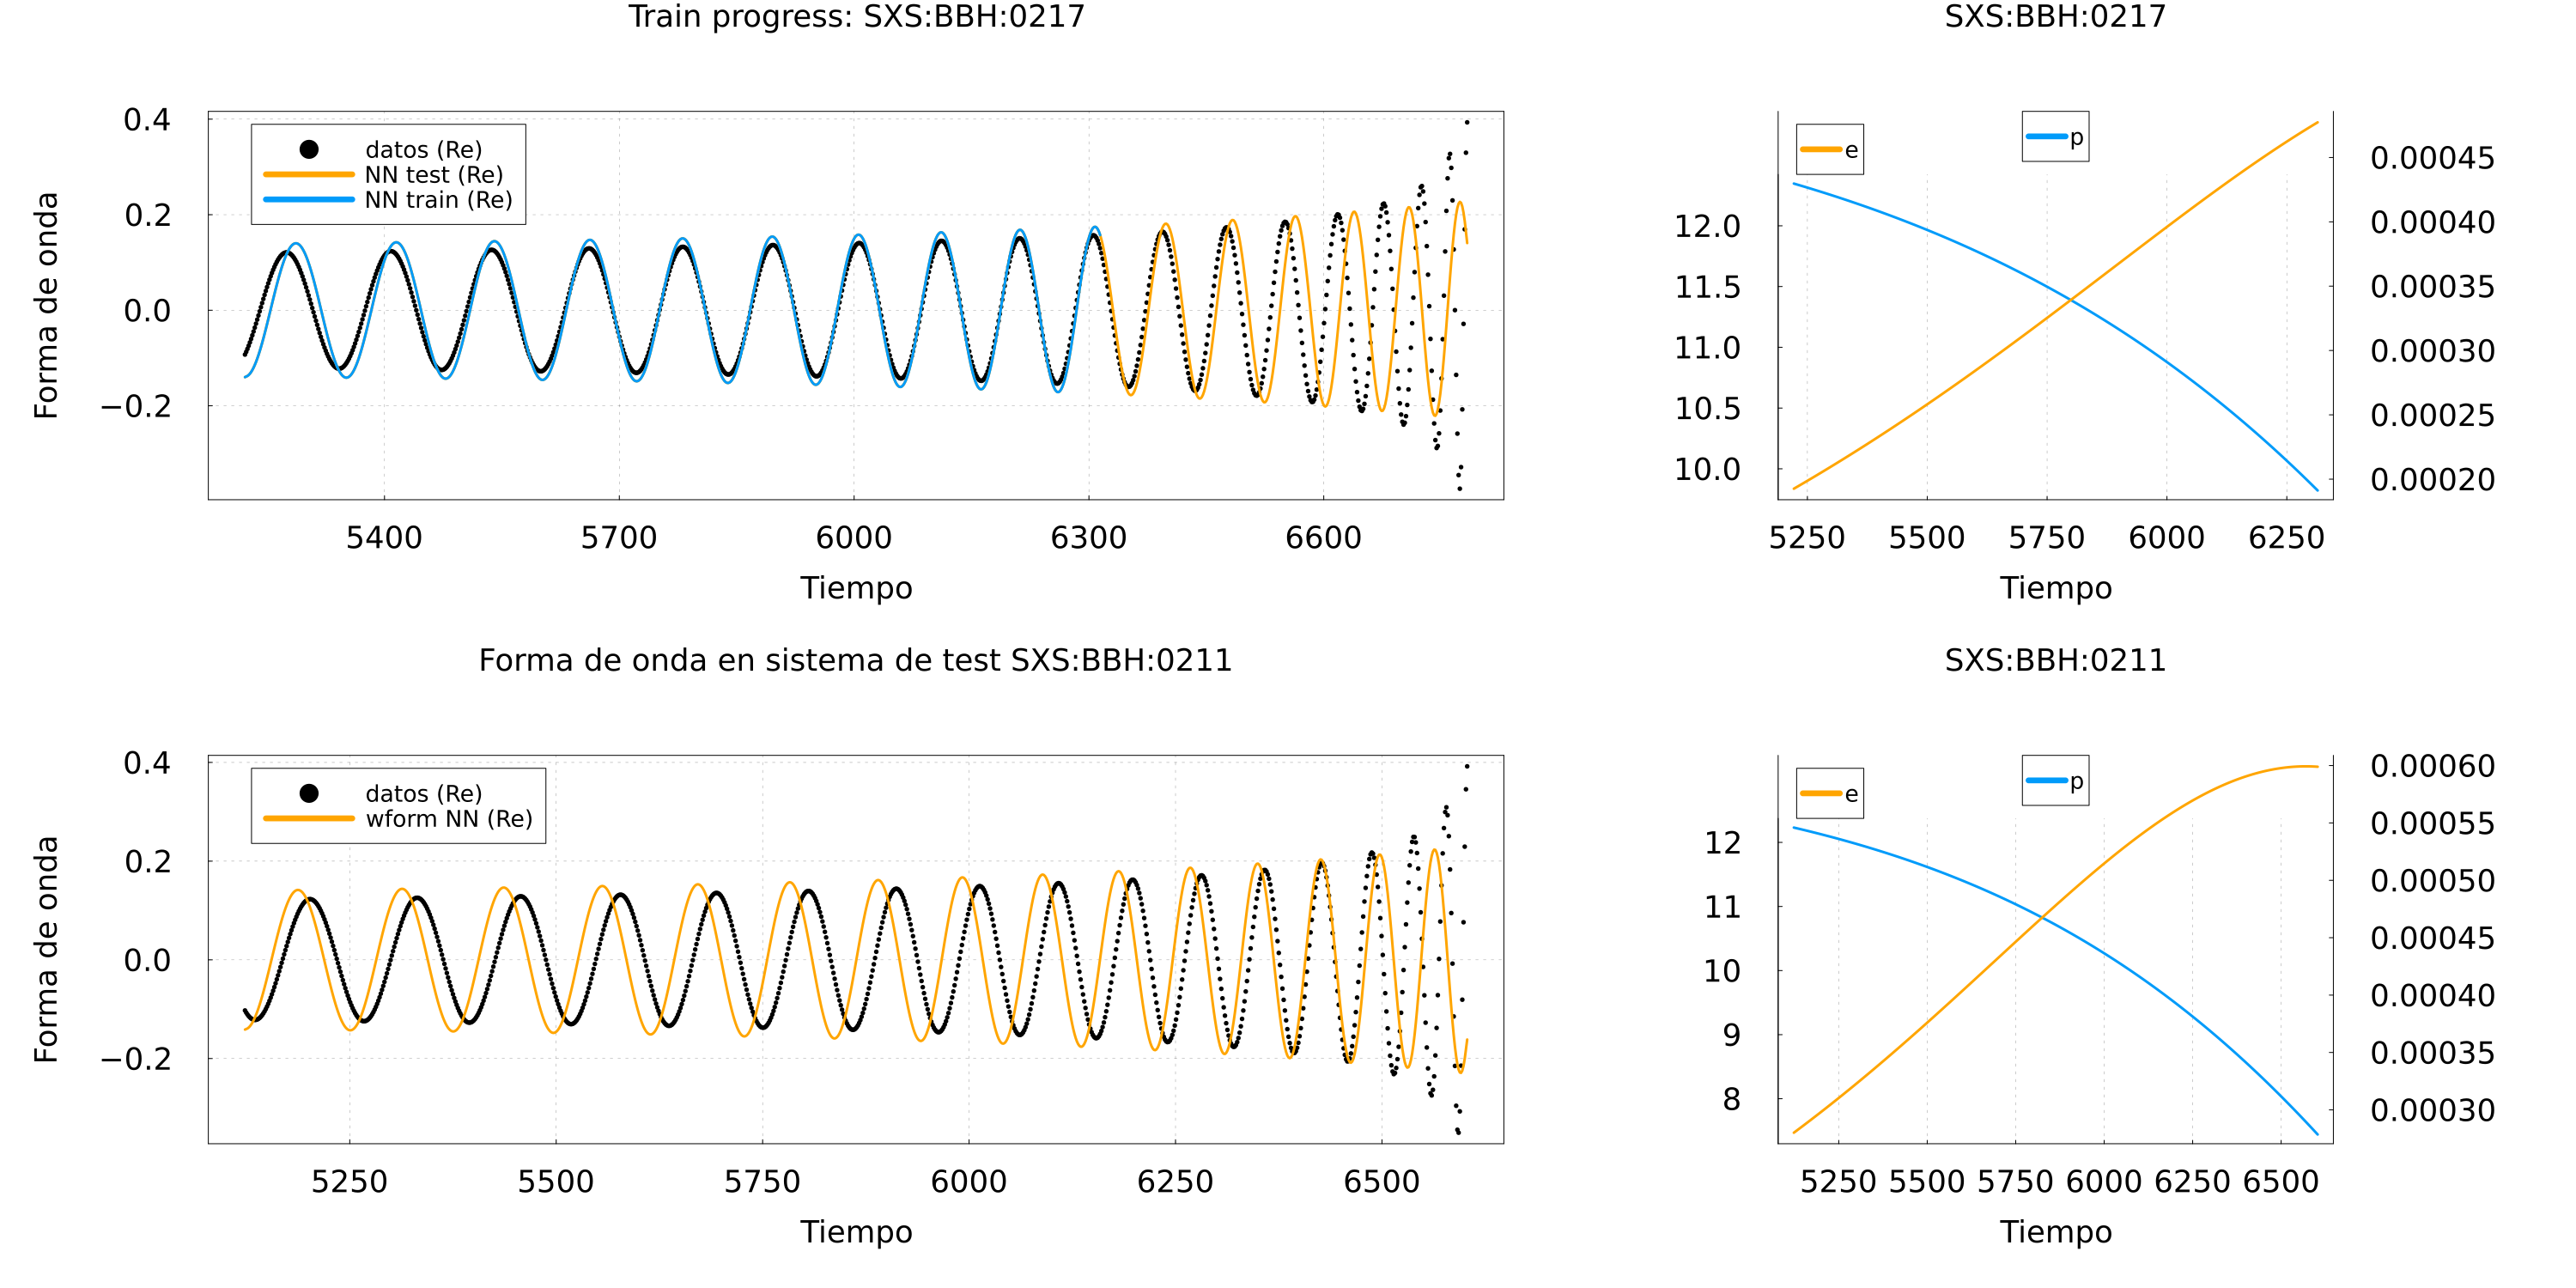 Train progress: SXS:BBH:0217
Forma de onda
0.4
0.2
0.0
−0.2
datos (Re)
NN test (Re)
NN train (Re)
5400 5700 6000 6300 6600
Tiempo
SXS:BBH:0217
12.0
11.5
11.0
10.5
10.0
e
p
0.00045
0.00040
0.00035
0.00030
0.00025
0.00020
5250 5500 5750 6000 6250
Tiempo
Forma de onda en sistema de test SXS:BBH:0211
Forma de onda
0.4
0.2
0.0
−0.2
datos (Re)
wform NN (Re)
5250 5500 5750 6000 6250 6500
Tiempo
SXS:BBH:0211
12
11
10
9
8
e
p
0.00060
0.00055
0.00050
0.00045
0.00040
0.00035
0.00030
5250 5500 5750 6000 6250 6500
Tiempo